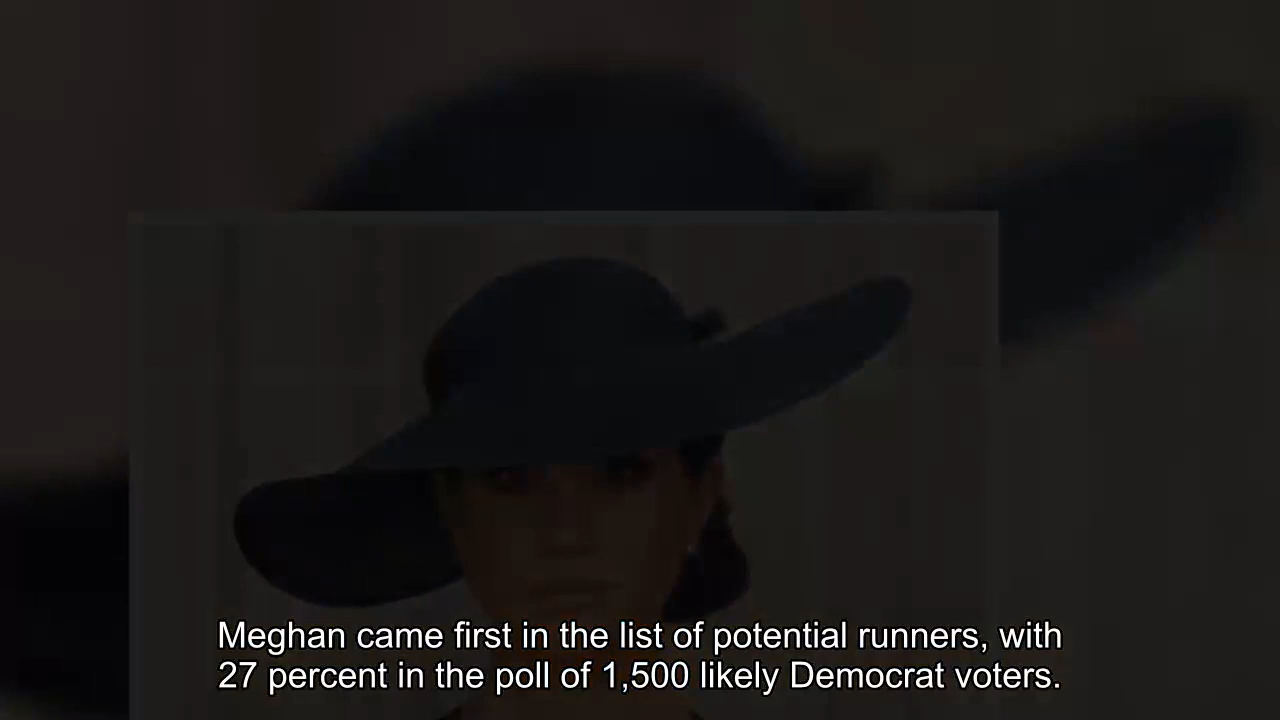 Meghan came first in the list of potential runners, with
27 percent in the poll of 1,500 likely Democrat voters.